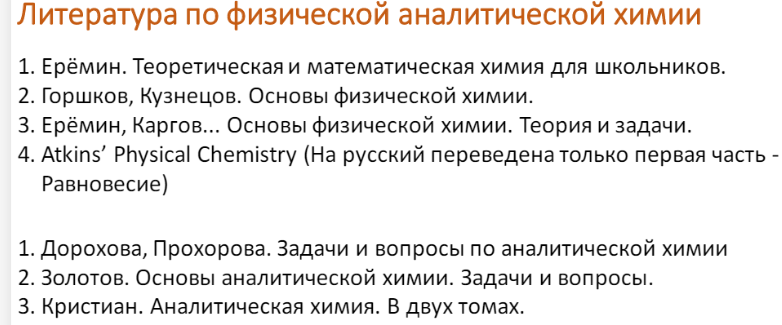 Литература по физической аналитической химии
1. Ерёмин. Теоретическая и математическая химия для школьников.
2. Горшков, Кузнецов. Основы физической химии.
3. Ерёмин, Каргов... Основы физической химии. Теория и задачи.
4. Atkins’ Physical Chemistry (На русский переведена только первая часть -
Равновесие)
1. Дорохова, Прохорова. Задачи и вопросы по аналитической химии
2. Золотов. Основы аналитической химии. Задачи и вопросы.
3. Кристиан. Аналитическая химия. В двух томах.